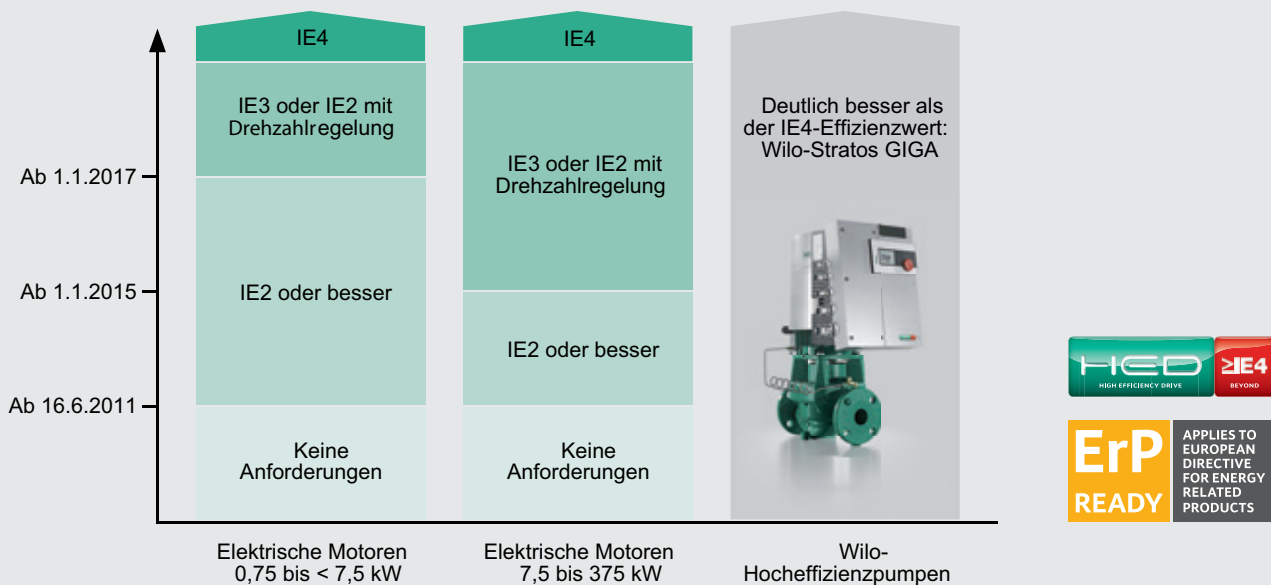 IE4
IE3 oder IE2 mit
Drehzahlregelung
IE2 oder besser
Keine
Anforderungen
IE4
IE3 oder IE2 mit
Drehzahlregelung
IE2 oder besser
Keine
Anforderungen
Deutlich besser als
der IE4-Effizienzwert:
Wilo-Stratos GIGA
Ab 1.1.2017
Ab 1.1.2015
Ab 16.6.2011
Elektrische Motoren
0,75 bis < 7,5 kW
Elektrische Motoren
7,5 bis 375 kW
Wilo-
Hocheffizienzpumpen
HED
HIGH EFFICIENCY DRIVE
≥IE4
BEYOND
ErP
READY
APPLIES TO
EUROPEAN
DIRECTIVE
FOR ENERGY
RELATED
PRODUCTS